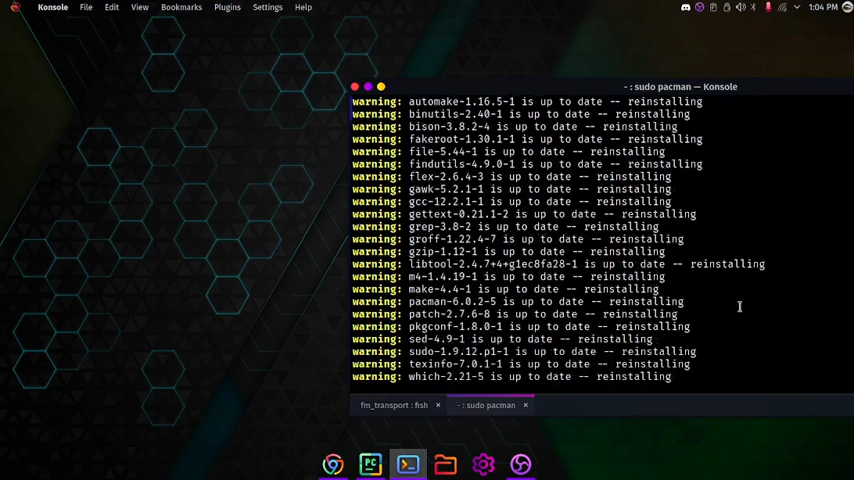 Konsole File Edit View Bookmarks Plugins Settings Help 1:04 PM
- : sudo pacman — Konsole
warning: automake-1.16.5-1 is up to date -- reinstalling
warning: binutils-2.40-1 is up to date -- reinstalling
warning: bison-3.8.2-4 is up to date -- reinstalling
warning: fakeroot-1.30.1-1 is up to date -- reinstalling
warning: file-5.44-1 is up to date -- reinstalling
warning: findutils-4.9.0-1 is up to date -- reinstalling
warning: flex-2.6.4-3 is up to date -- reinstalling
warning: gawk-5.2.1-1 is up to date -- reinstalling
warning: gcc-12.2.1-1 is up to date -- reinstalling
warning: gettext-0.21.1-2 is up to date -- reinstalling
warning: grep-3.8-2 is up to date -- reinstalling
warning: groff-1.22.4-7 is up to date -- reinstalling
warning: gzip-1.12-1 is up to date -- reinstalling
warning: libtool-2.4.7+4+g1ec8fa28-1 is up to date -- reinstalling
warning: m4-1.4.19-1 is up to date -- reinstalling
warning: make-4.4-1 is up to date -- reinstalling
warning: pacman-6.0.2-5 is up to date -- reinstalling
warning: patch-2.7.6-8 is up to date -- reinstalling
warning: pkgconf-1.8.0-1 is up to date -- reinstalling
warning: sed-4.9-1 is up to date -- reinstalling
warning: sudo-1.9.12.p1-1 is up to date -- reinstalling
warning: texinfo-7.0.1-1 is up to date -- reinstalling
warning: which-2.21-5 is up to date -- reinstalling
fm_transport : fish - : sudo pacman
PC